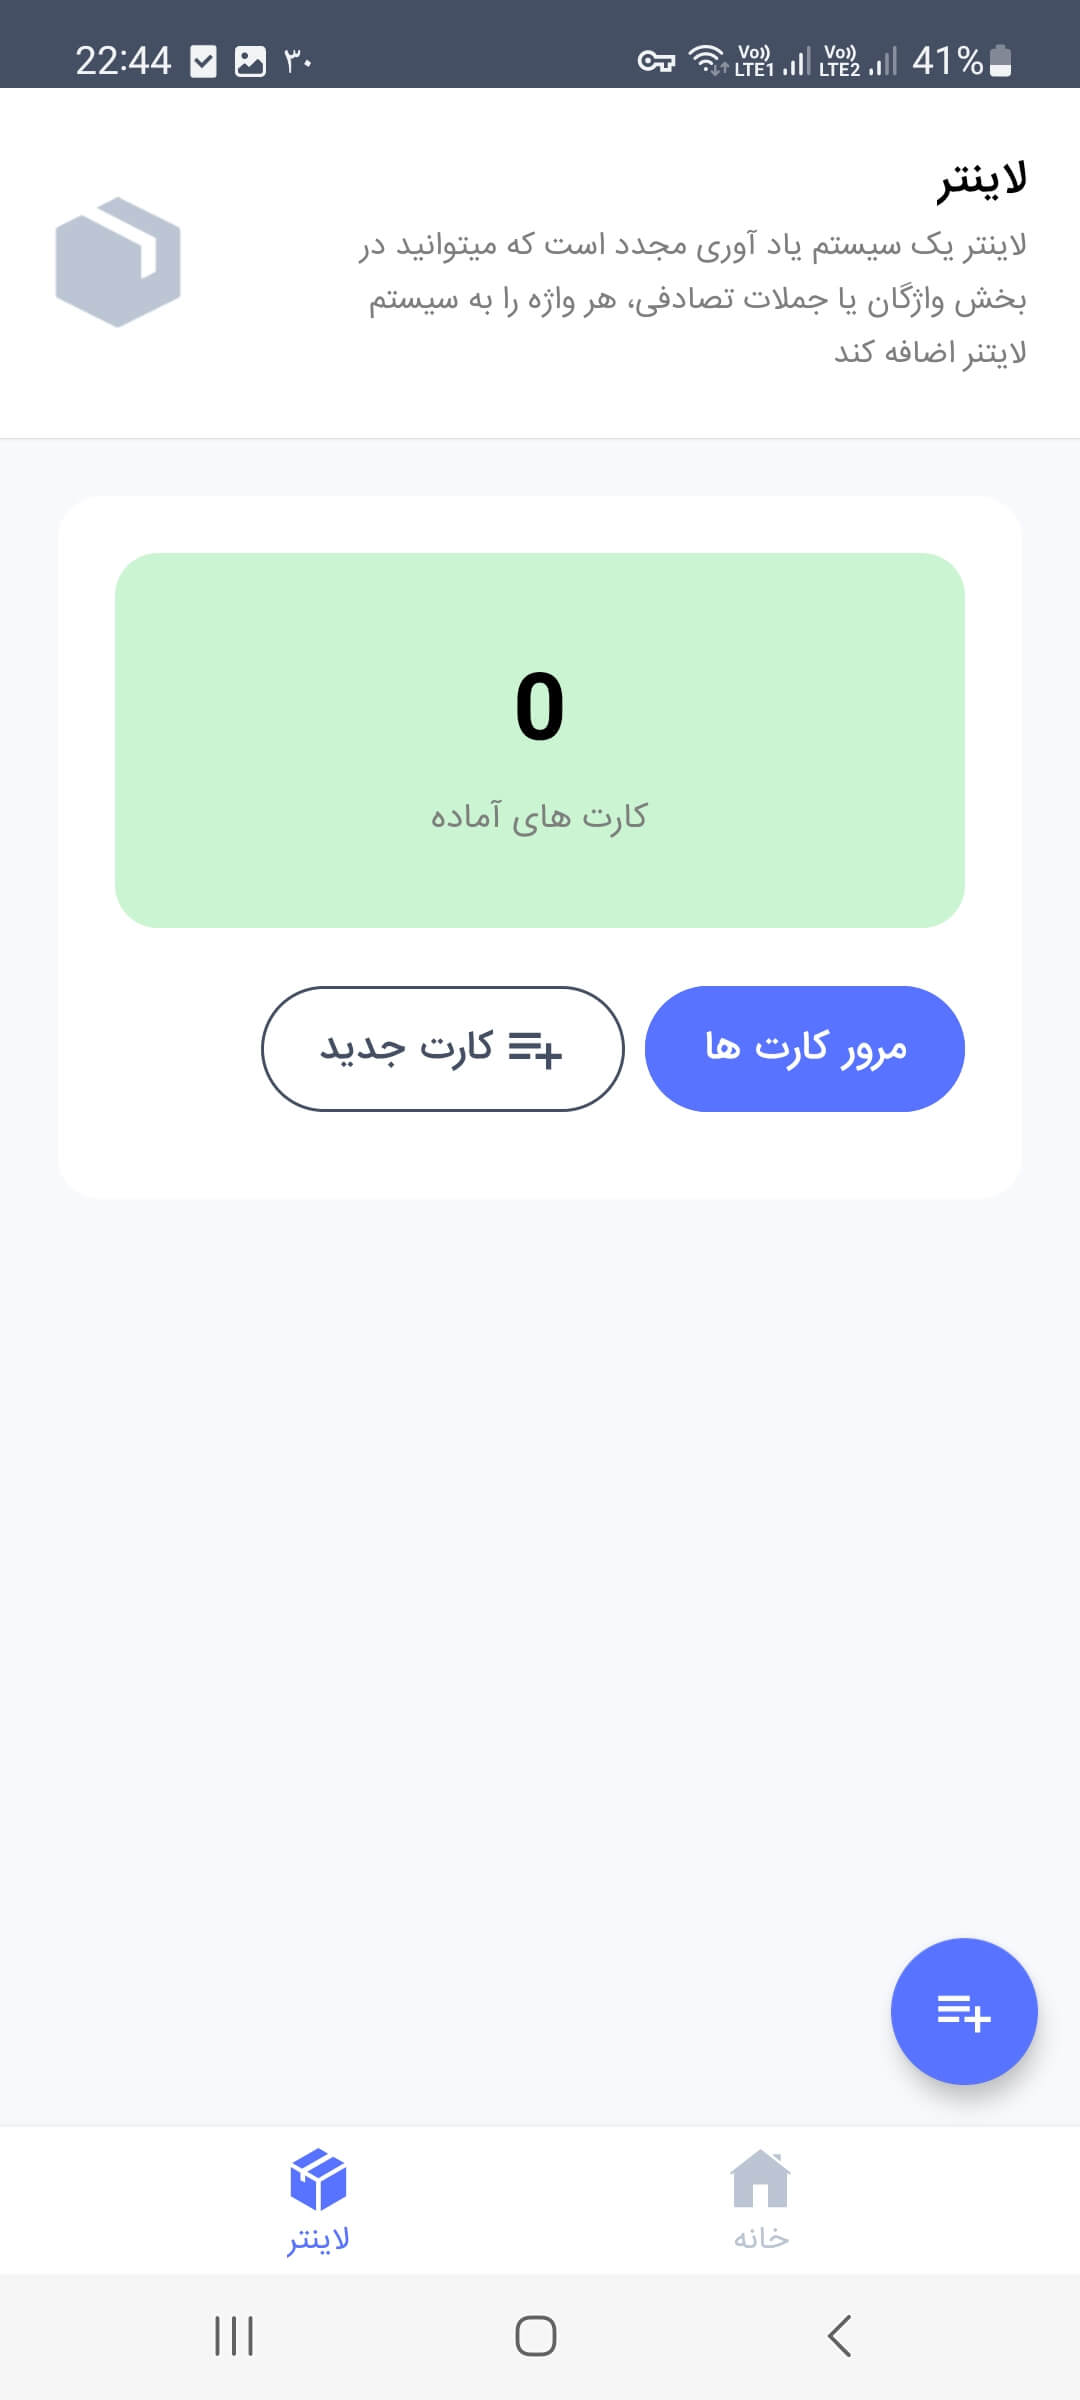 22:44 ۳۰ Vo)) LTE1 Vo)) LTE2 41%
لاینتر
لاینتر یک سیستم یاد آوری مجدد است که میتوانید در
بخش واژگان یا جملات تصادفی، هر واژه را به سیستم
لایتنر اضافه کند
0
کارت های آماده
مرور کارت ها
کارت جدید
خانه
لاینتر